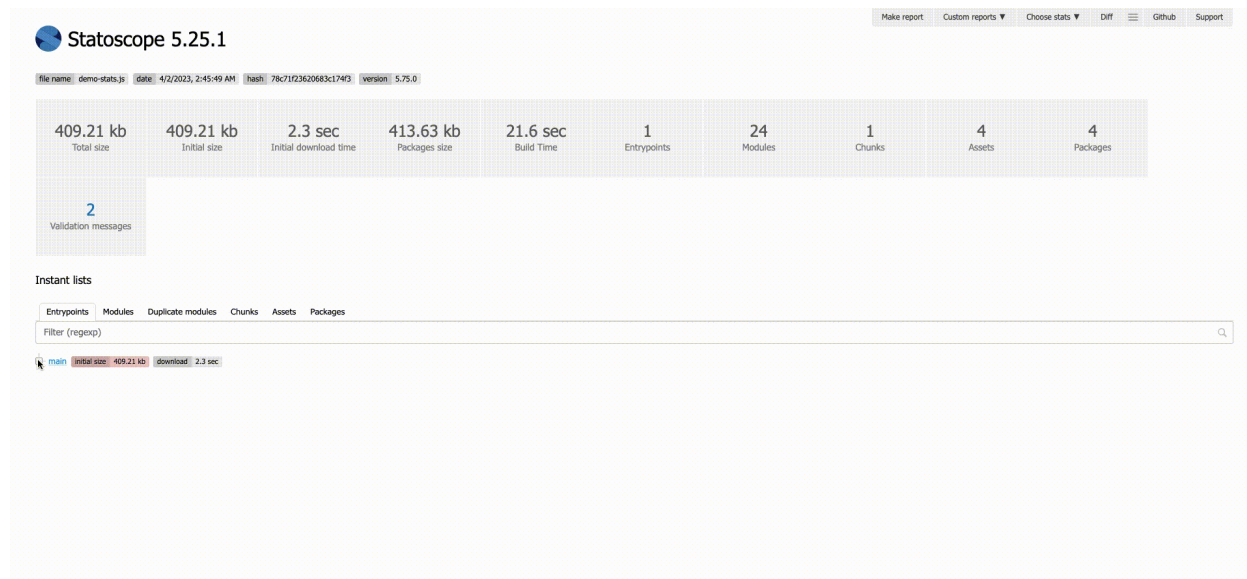 Make report Custom reports ▼ Choose stats ▼ Diff Github Support
Statoscope 5.25.1
file name demo-stats.js date 4/2/2023, 2:45:49 AM hash 78c71f23620683c174f3 version 5.75.0
409.21 kb 409.21 kb 2.3 sec 413.63 kb 21.6 sec 1 24 1 4 4
Total size Initial size Initial download time Packages size Build Time Entrypoints Modules Chunks Assets Packages
2
Validation messages
Instant lists
Entrypoints Modules Duplicate modules Chunks Assets Packages
Filter (regexp)
main initial size 409.21 kb download 2.3 sec